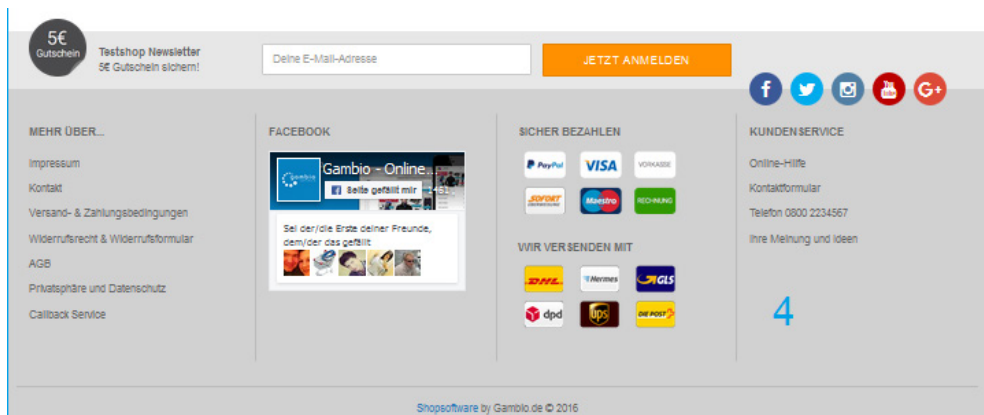 5€
Gutschein
Testshop Newsletter
5€ Gutschein sichern!
Deine E-Mail-Adresse
JETZT ANMELDEN
f
You
Tube
G+
MEHR ÜBER...
Impressum
Kontakt
Versand- & Zahlungsbedingungen
Widerrufsrecht & Widerrufsformular
AGB
Privatsphäre und Datenschutz
Callback Service
FACEBOOK
Gambio
Gambio - Online...
Seite gefällt mir
Sei der/die Erste deiner Freunde,
dem/der das gefällt
SICHER BEZAHLEN
PayPal VISA VORKASSE
SOFORT Maestro RECHNUNG
WIR VERSENDEN MIT
DHL Hermes GLS
dpd ups DIE POST
KUNDENSERVICE
Online-Hilfe
Kontaktformular
Telefon 0800 2234567
Ihre Meinung und Ideen
4
Shopsoftware by Gambio.de © 2016